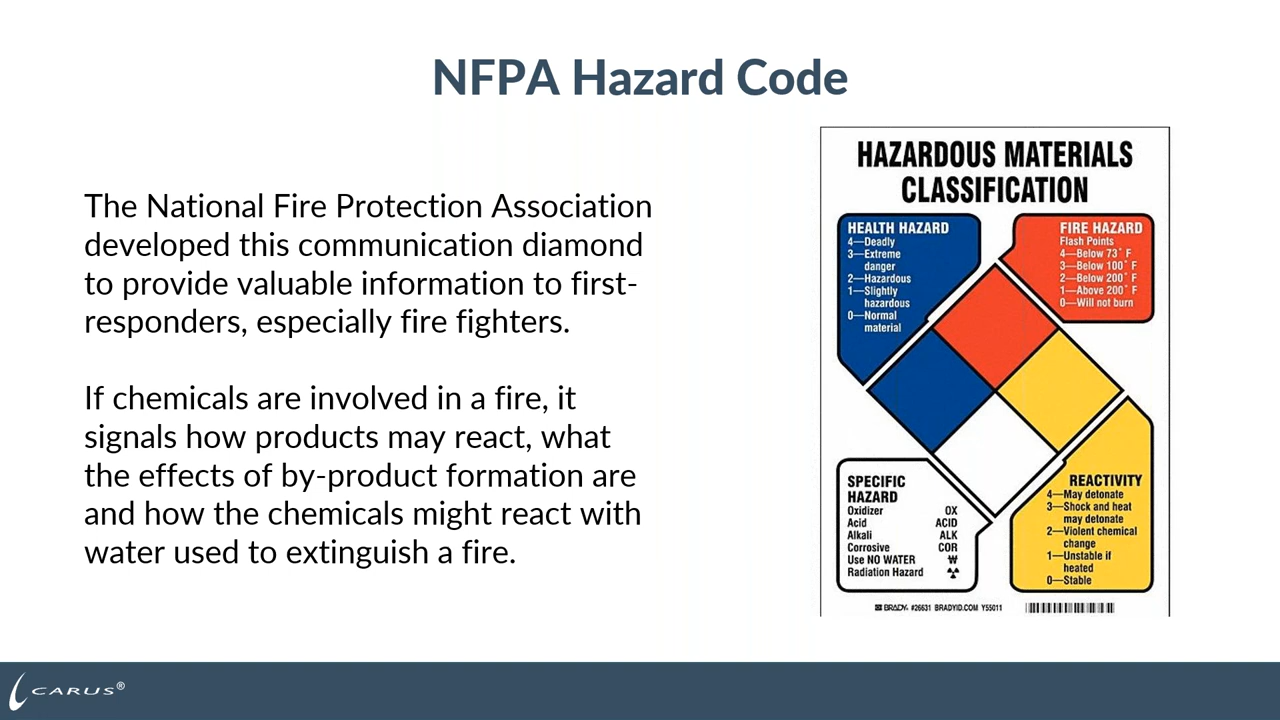 NFPA Hazard Code
The National Fire Protection Association
developed this communication diamond
to provide valuable information to first-
responders, especially fire fighters.
If chemicals are involved in a fire, it
signals how products may react, what
the effects of by-product formation are
and how the chemicals might react with
water used to extinguish a fire.
HAZARDOUS MATERIALS
CLASSIFICATION
HEALTH HAZARD
4—Deadly
3—Extreme
danger
2—Hazardous
1—Slightly
hazardous
0—Normal
material
FIRE HAZARD
Flash Points
4—Below 73° F
3—Below 100° F
2—Below 200° F
1—Above 200° F
0—Will not burn
SPECIFIC
HAZARD
Oxidizer OX
Acid ACID
Alkali ALK
Corrosive COR
Use NO WATER W
Radiation Hazard
REACTIVITY
4—May detonate
3—Shock and heat
may detonate
2—Violent chemical
change
1—Unstable if
heated
0—Stable
BRADY. #26631 BRADYID.COM Y55011
CARUS®